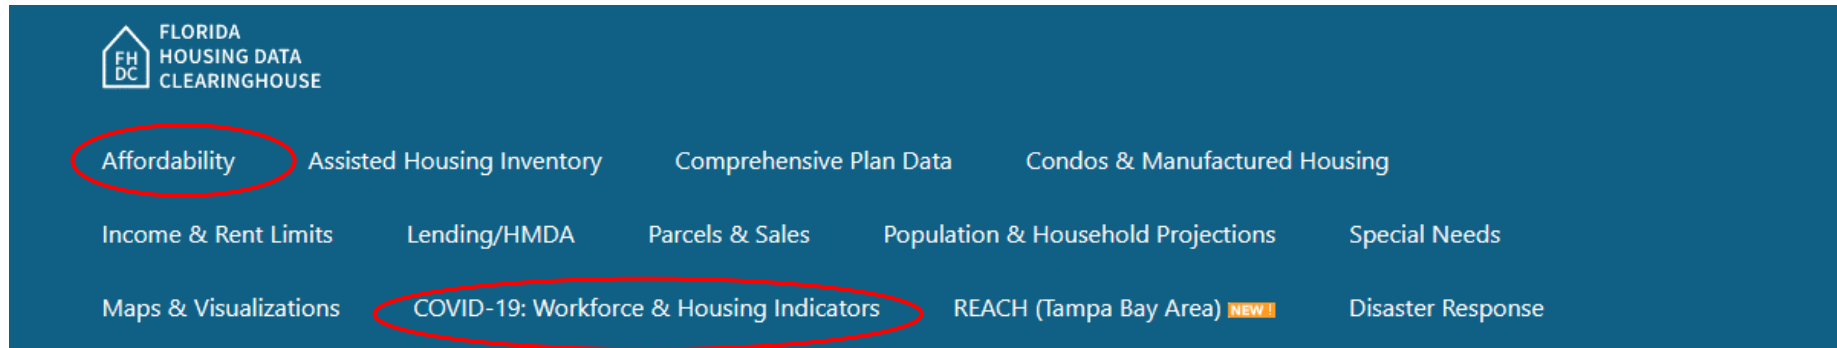 FLORIDA
HOUSING DATA
CLEARINGHOUSE
FH
DC
Affordability Assisted Housing Inventory Comprehensive Plan Data Condos & Manufactured Housing
Income & Rent Limits Lending/HMDA Parcels & Sales Population & Household Projections Special Needs
Maps & Visualizations COVID-19: Workforce & Housing Indicators REACH (Tampa Bay Area) NEW ! Disaster Response